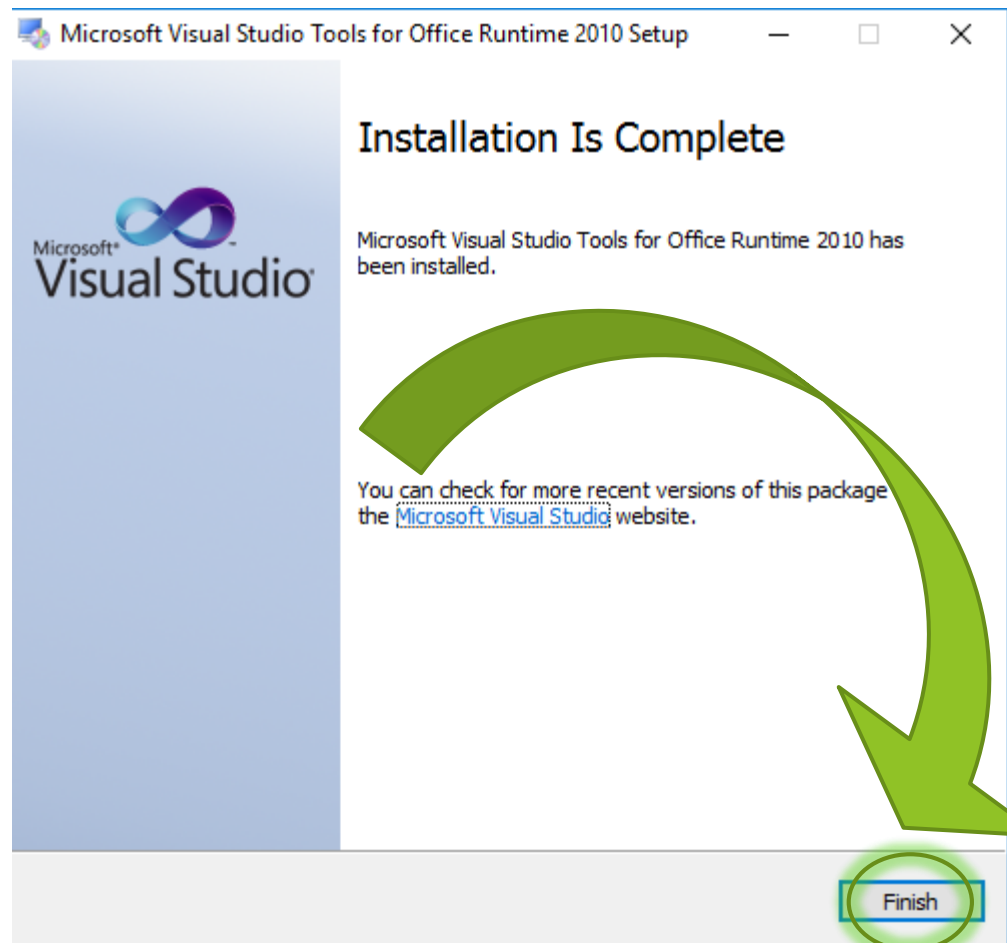 Microsoft Visual Studio Tools for Office Runtime 2010 Setup
Installation Is Complete
Microsoft Visual Studio Tools for Office Runtime 2010 has
been installed.
Microsoft®
Visual Studio®
You can check for more recent versions of this package
the Microsoft Visual Studio website.
Finish